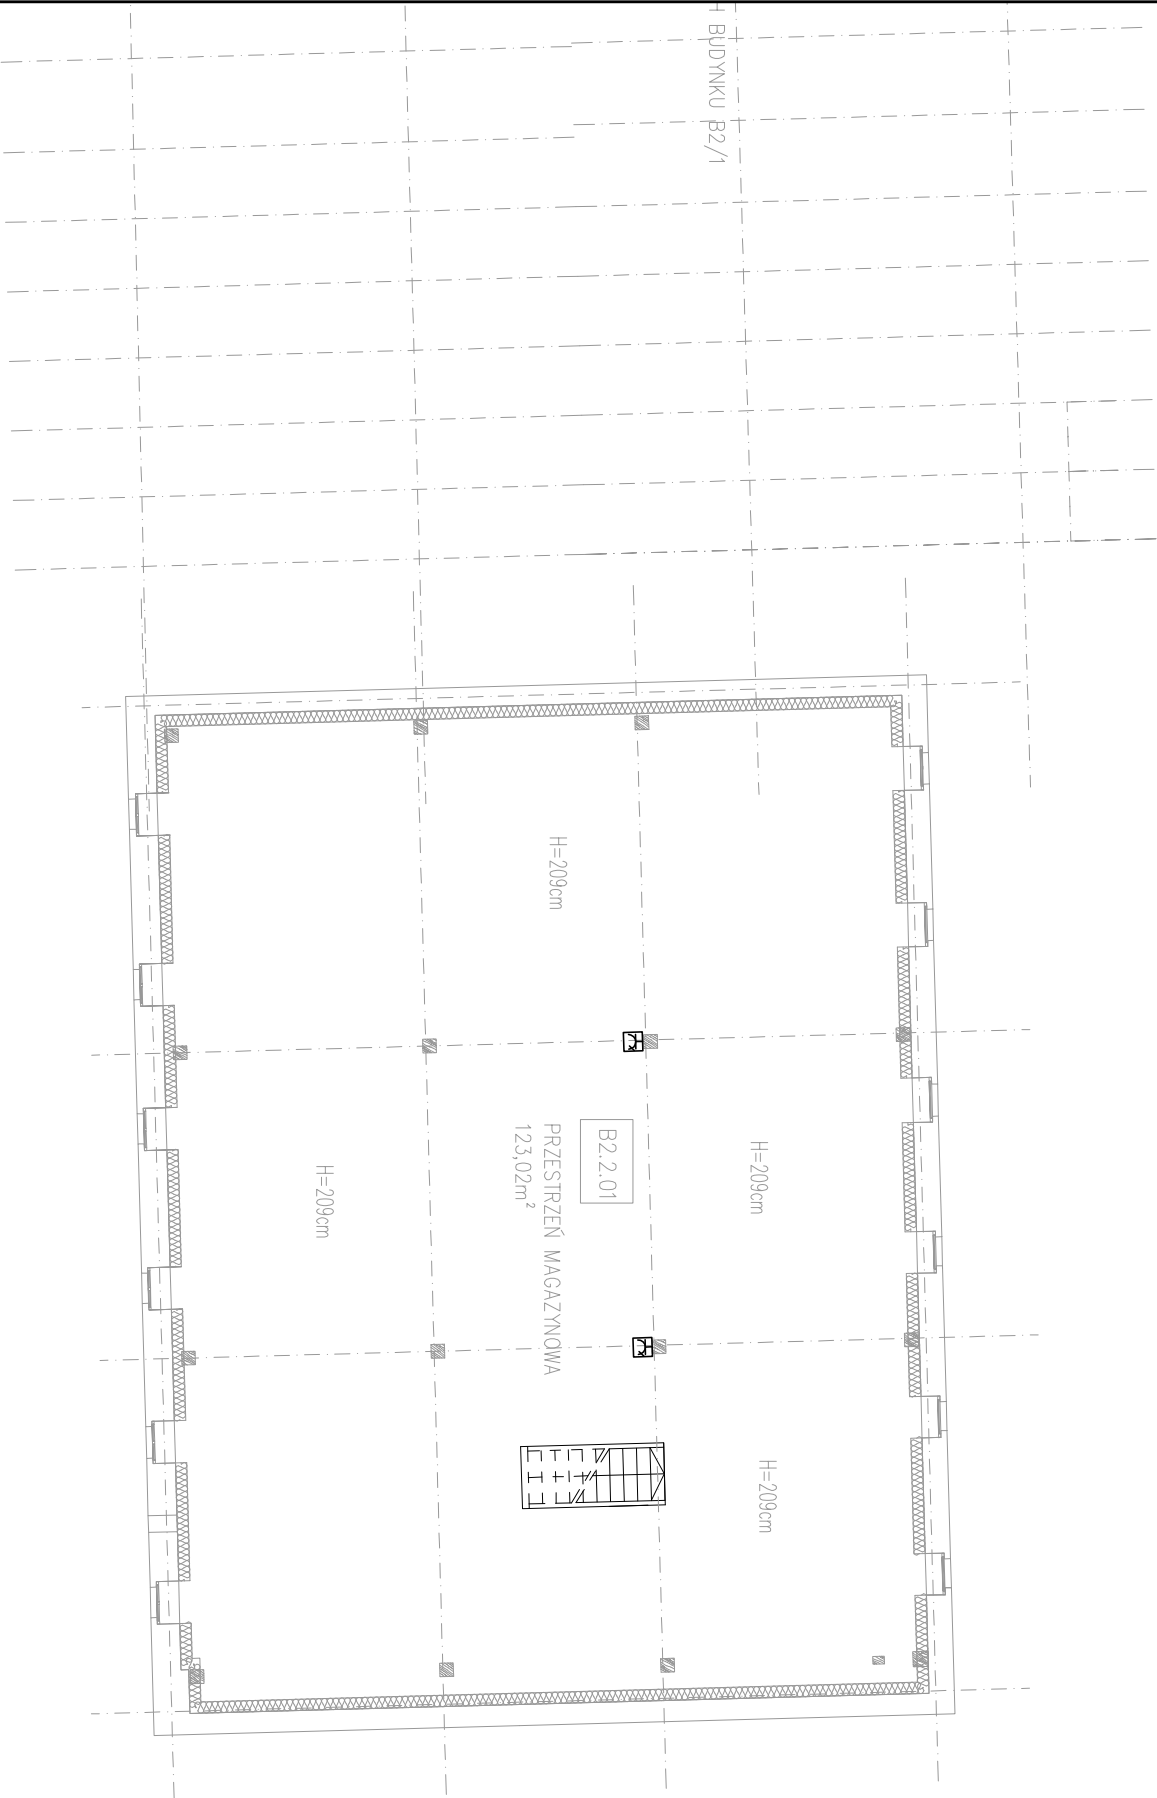 H BUDYNKU B2/1
H=209cm
B2.2.01
PRZESTRZEŃ MAGAZYNOWA
123,02m²
H=209cm
H=209cm
H=209cm